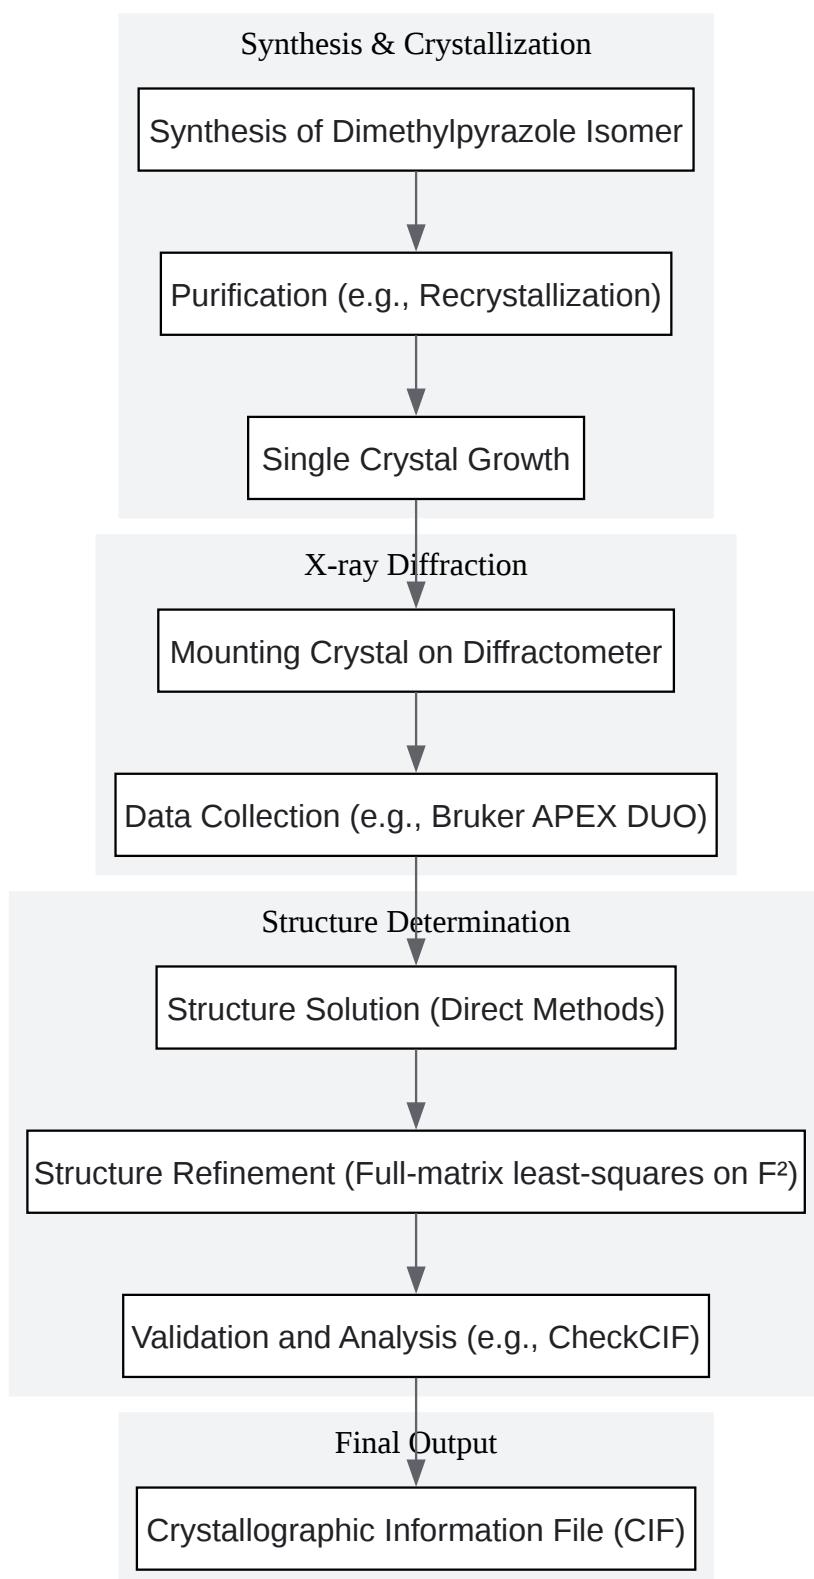 Synthesis & Crystallization
Synthesis of Dimethylpyrazole Isomer
Purification (e.g., Recrystallization)
Single Crystal Growth
X-ray Diffraction
Mounting Crystal on Diffractometer
Data Collection (e.g., Bruker APEX DUO)
Structure Determination
Structure Solution (Direct Methods)
Structure Refinement (Full-matrix least-squares on F²)
Validation and Analysis (e.g., CheckCIF)
Final Output
Crystallographic Information File (CIF)